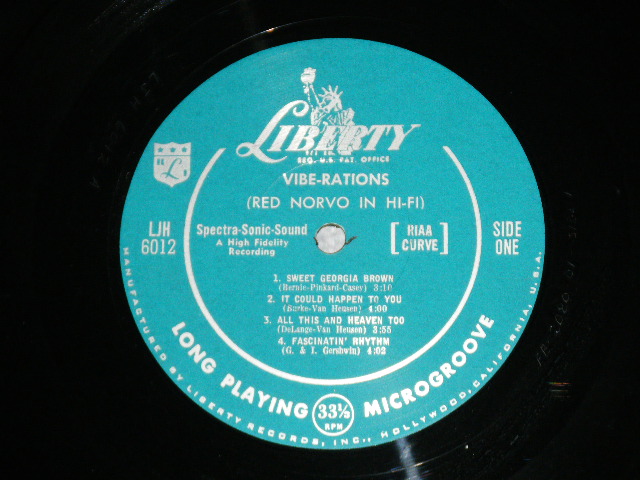 LIBERTY
REG. U.S. PAT. OFFICE
L
VIBE-RATIONS
(RED NORVO IN HI-FI)
LJH
6012
Spectra-Sonic-Sound
A High Fidelity
Recording
[RIAA
CURVE]
SIDE
ONE
1. SWEET GEORGIA BROWN
(Bernie-Pinkard-Casey) 3:10
2. IT COULD HAPPEN TO YOU
(Burke-Van Heusen) 4:00
3. ALL THIS AND HEAVEN TOO
(DeLange-Van Heusen) 3:55
4. FASCINATIN' RHYTHM
(G. & I. Gershwin) 4:02
LONG PLAYING 33⅓ RPM MICROGROOVE
MANUFACTURED BY LIBERTY RECORDS, INC., HOLLYWOOD, CALIFORNIA, U.S.A.